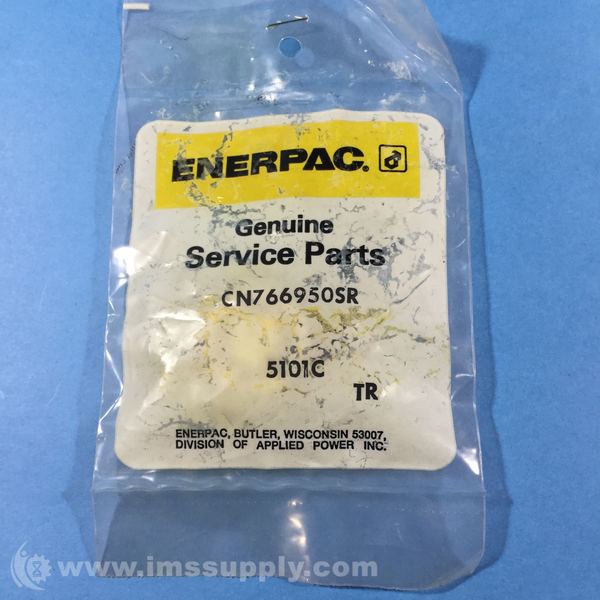 ENERPAC.
Genuine
Service Parts
CN766950SR
5101C
TR
ENERPAC, BUTLER, WISCONSIN 53007,
DIVISION OF APPLIED POWER INC.
www.imssupply.com